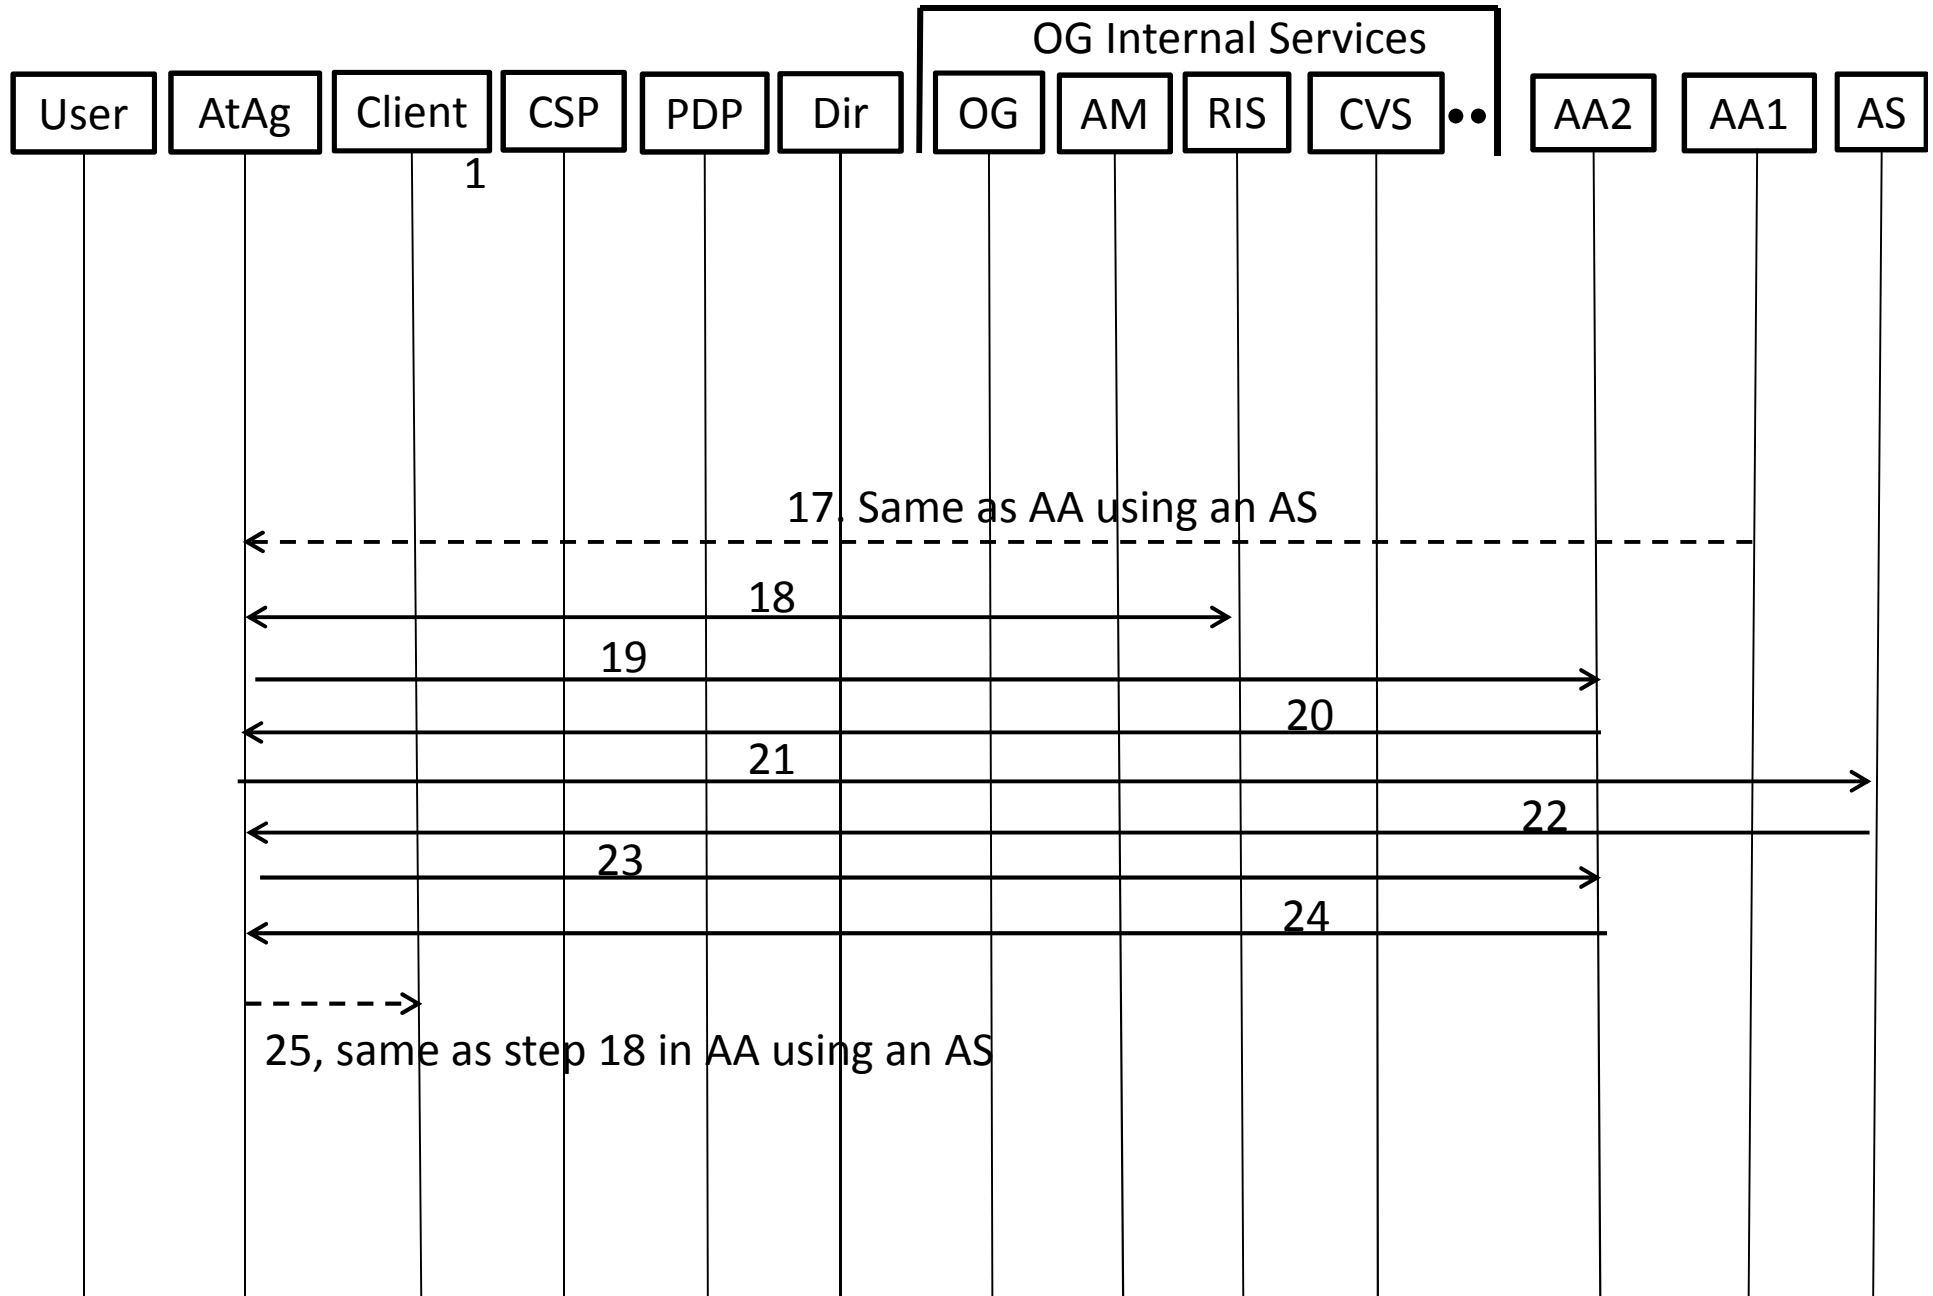 OG Internal Services
User
AtAg
Client
CSP
PDP
Dir
OG
AM
RIS
CVS
AA2
AA1
AS
1
17. Same as AA using an AS
18
19
20
21
22
23
24
25, same as step 18 in AA using an AS